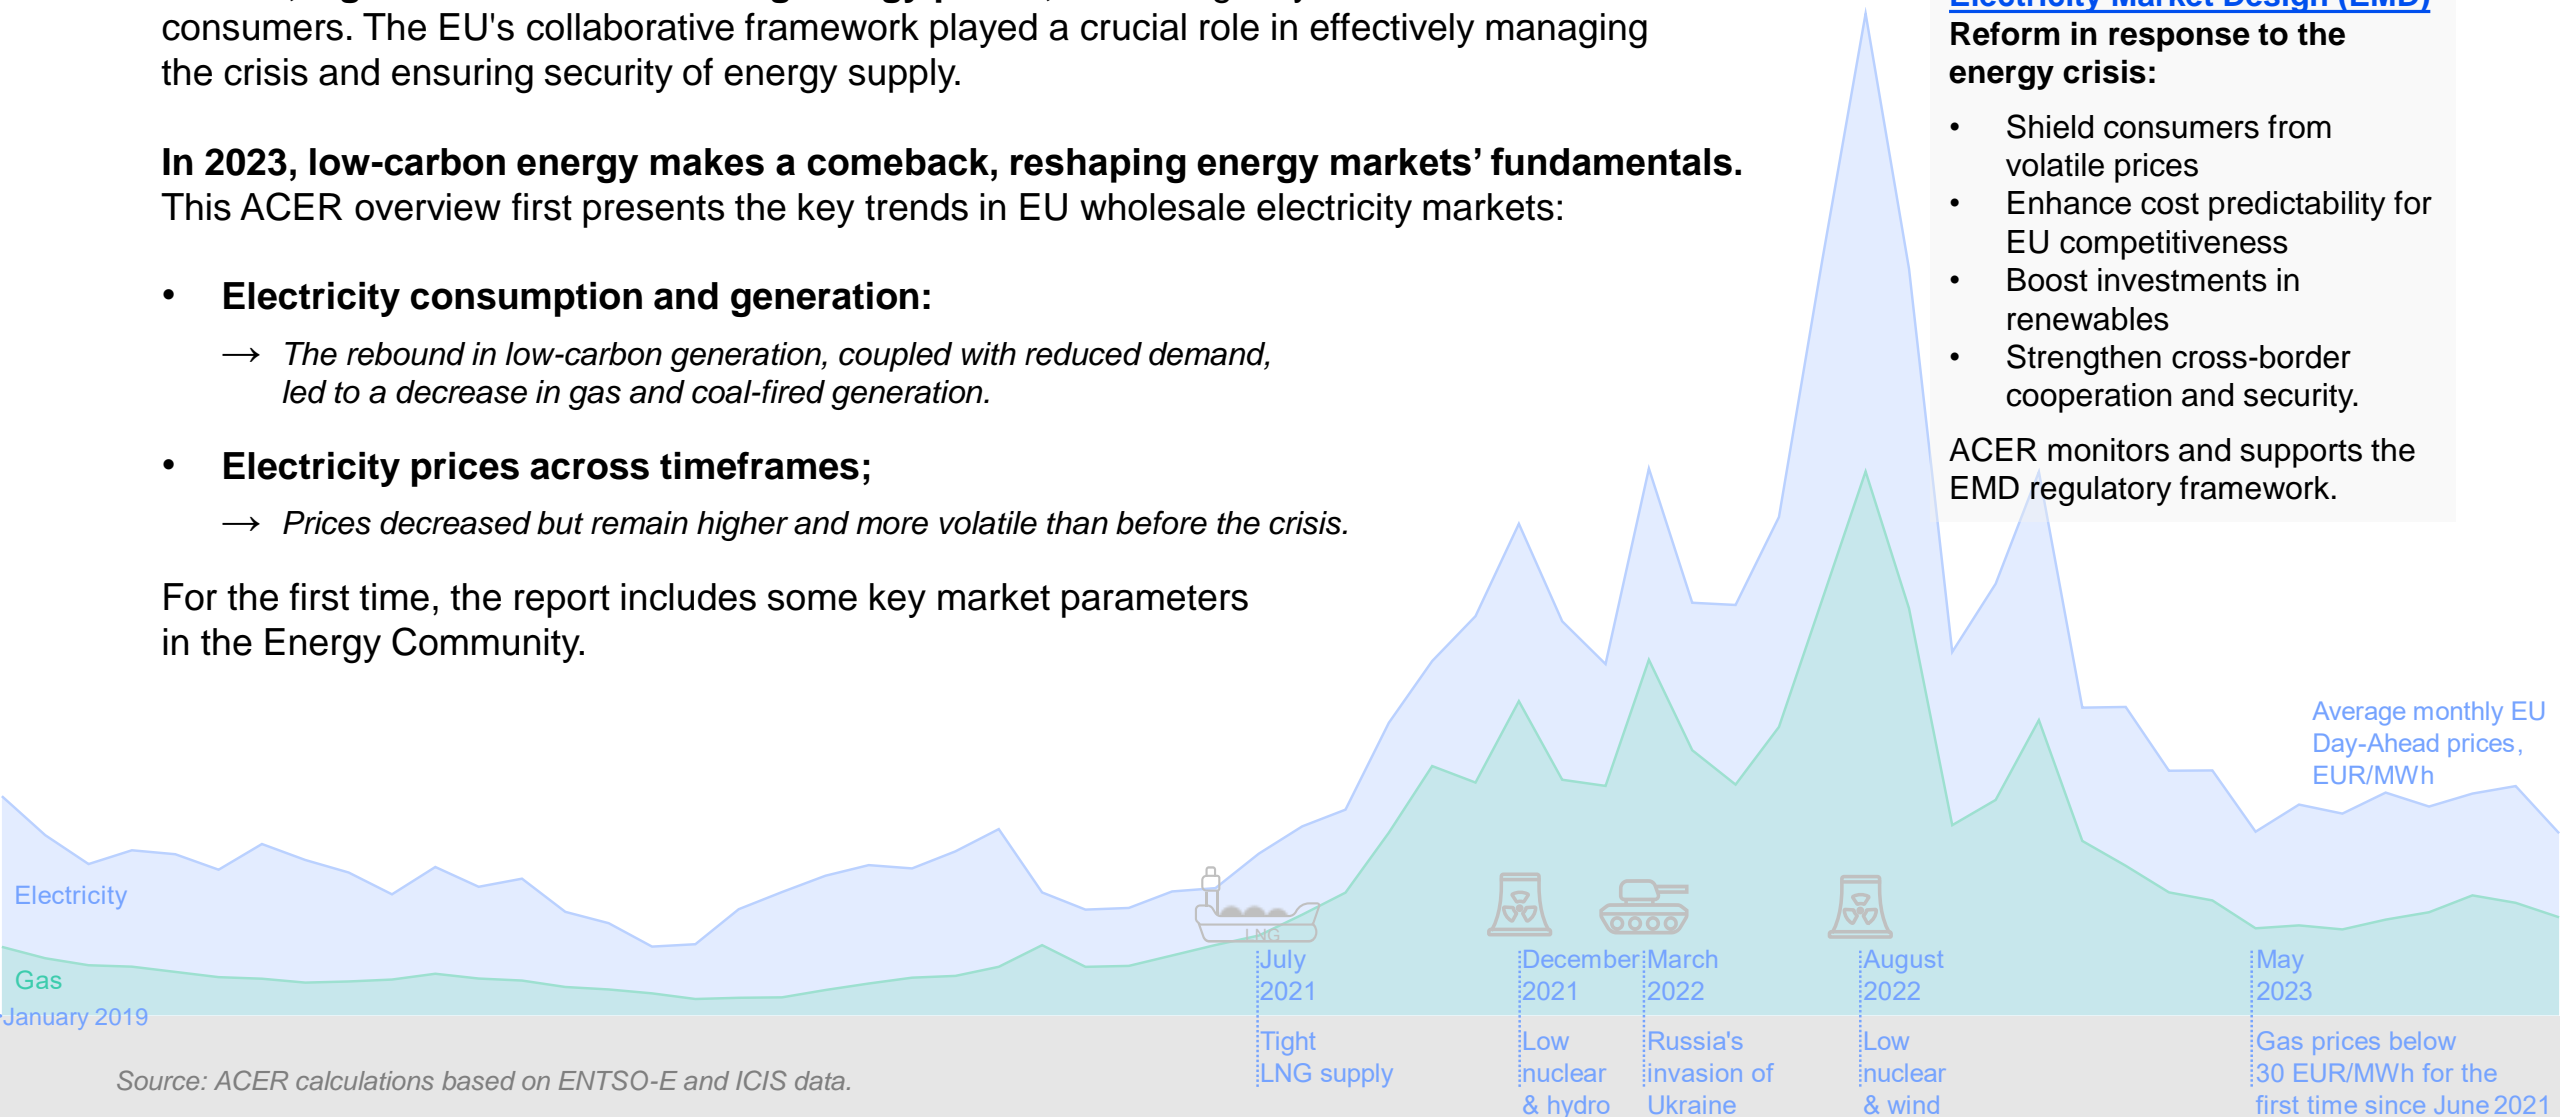 consumers. The EU's collaborative framework played a crucial role in effectively managing
the crisis and ensuring security of energy supply.
In 2023, low-carbon energy makes a comeback, reshaping energy markets’ fundamentals.
This ACER overview first presents the key trends in EU wholesale electricity markets:
• Electricity consumption and generation:
→ The rebound in low-carbon generation, coupled with reduced demand,
led to a decrease in gas and coal-fired generation.
• Electricity prices across timeframes;
→ Prices decreased but remain higher and more volatile than before the crisis.
For the first time, the report includes some key market parameters
in the Energy Community.
Electricity Market Design (EMD)
Reform in response to the
energy crisis:
• Shield consumers from
volatile prices
• Enhance cost predictability for
EU competitiveness
• Boost investments in
renewables
• Strengthen cross-border
cooperation and security.
ACER monitors and supports the
EMD regulatory framework.
Average monthly EU
Day-Ahead prices,
EUR/MWh
Electricity
Gas
January 2019
LNG
July
2021
Tight
LNG supply
December
2021
Low
nuclear
& hydro
March
2022
Russia's
invasion of
Ukraine
August
2022
Low
nuclear
& wind
May
2023
Gas prices below
30 EUR/MWh for the
first time since June 2021
Source: ACER calculations based on ENTSO-E and ICIS data.